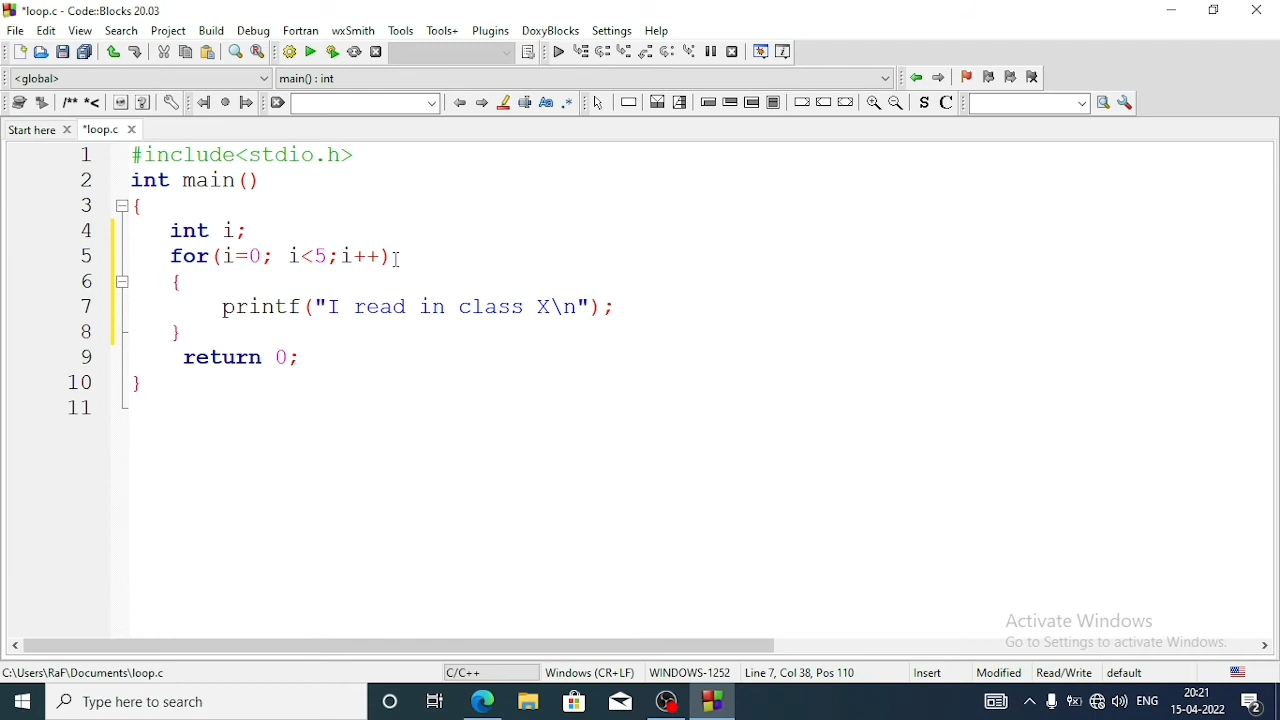 *loop.c - Code::Blocks 20.03
File Edit View Search Project Build Debug Fortran wxSmith Tools Tools+ Plugins DoxyBlocks Settings Help
<global> main() : int
/** *< S C
Start here *loop.c
1 #include<stdio.h>
2 int main()
3 {
4 int i;
5 for(i=0; i<5;i++)
6 {
7 printf("I read in class X\n");
8 }
9 return 0;
10 }
11
Activate Windows
Go to Settings to activate Windows.
C:\Users\RaF\Documents\loop.c C/C++ Windows (CR+LF) WINDOWS-1252 Line 7, Col 38, Pos 110 Insert Modified Read/Write default
Type here to search ENG 20:21
15-04-2022 2